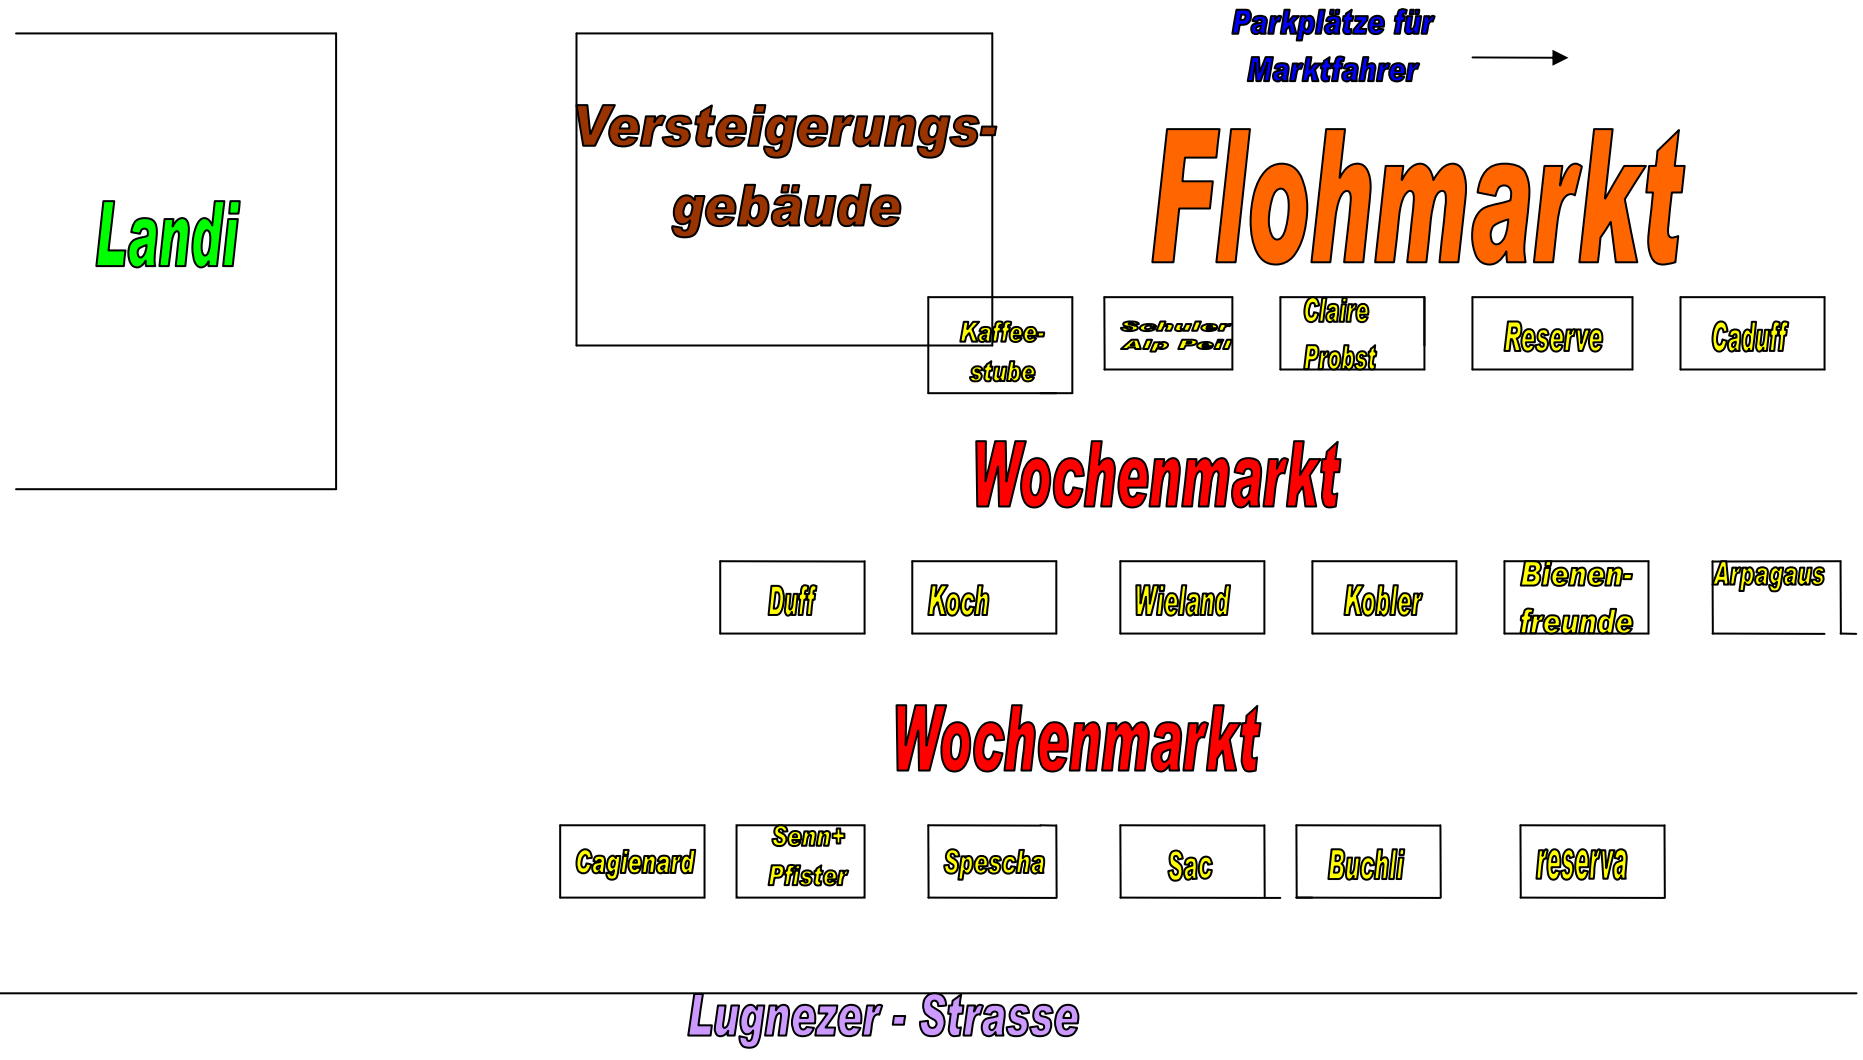 Parkplätze für
Marktfahrer
Versteigerungs-
gebäude
Landi
Flohmarkt
Kaffee-
stube
Schuler
Alp Peil
Claire
Probst
Reserve
Caduff
Wochenmarkt
Duff
Koch
Wieland
Kobler
Bienen-
freunde
Arpagaus
Wochenmarkt
Cagienard
Senn+
Pfister
Spescha
Sac
Buchli
reserva
Lugnezer - Strasse